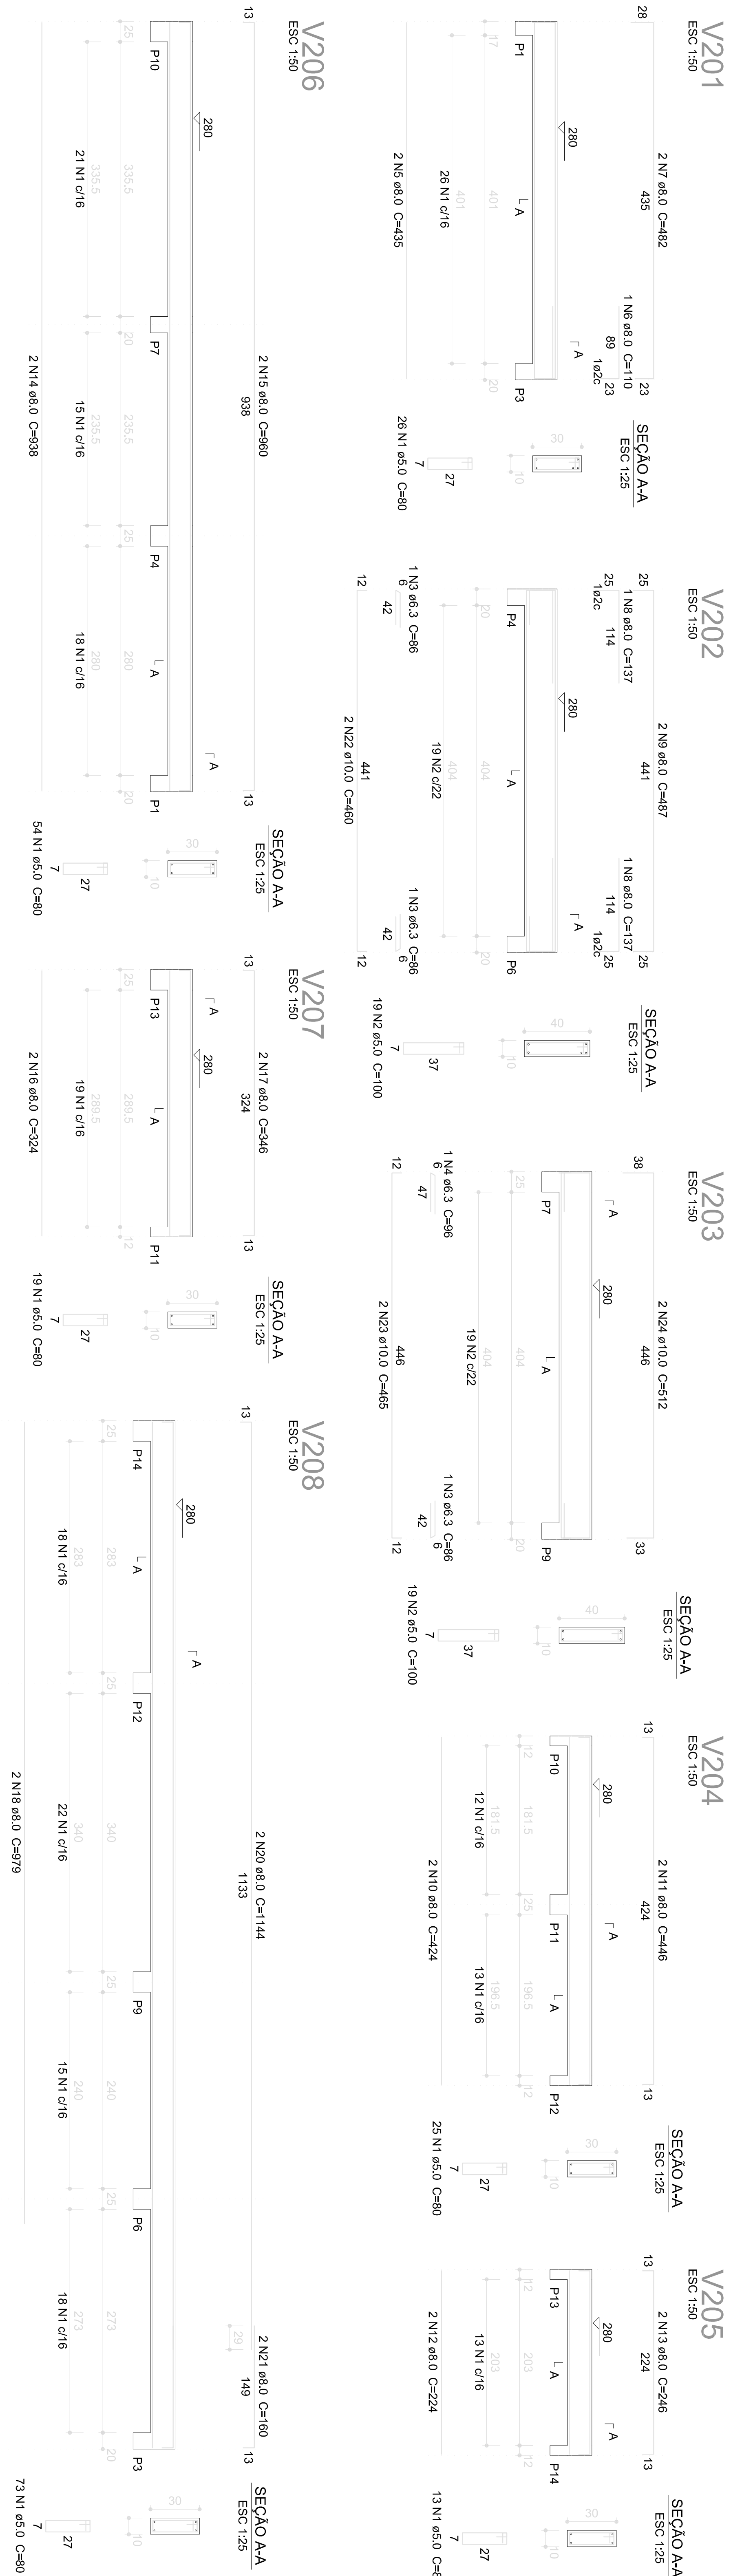 V201
ESC 1:50
2 N7 ø8.0 C=482
28
435
23
1 N6 ø8.0 C=110
89
23
1ø2c
A
280
A
P1
P3
17
401
20
401
26 N1 c/16
2 N5 ø8.0 C=435
SEÇÃO A-A
ESC 1:25
30
10
27
7
26 N1 ø5.0 C=80
V202
ESC 1:50
2 N9 ø8.0 C=487
25
441
25
1 N8 ø8.0 C=137
25
114
1ø2c
1 N8 ø8.0 C=137
114
25
1ø2c
A
280
A
P4
P6
20
404
20
404
19 N2 c/22
1 N3 ø6.3 C=86
6
42
1 N3 ø6.3 C=86
42
6
12
441
12
2 N22 ø10.0 C=460
SEÇÃO A-A
ESC 1:25
40
10
37
7
19 N2 ø5.0 C=100
V203
ESC 1:50
2 N24 ø10.0 C=512
38
446
33
A
280
A
P7
P9
25
404
20
404
19 N2 c/22
1 N4 ø6.3 C=96
6
47
1 N3 ø6.3 C=86
42
6
12
446
12
2 N23 ø10.0 C=465
SEÇÃO A-A
ESC 1:25
40
10
37
7
19 N2 ø5.0 C=100
V204
ESC 1:50
2 N11 ø8.0 C=446
13
424
13
280
A
A
P10
P11
P12
12
181.5
25
196.5
12
181.5
196.5
12 N1 c/16
13 N1 c/16
2 N10 ø8.0 C=424
SEÇÃO A-A
ESC 1:25
30
10
27
7
25 N1 ø5.0 C=80
V205
ESC 1:50
2 N13 ø8.0 C=246
13
224
13
280
A
A
P13
P14
12
203
12
203
13 N1 c/16
2 N12 ø8.0 C=224
SEÇÃO A-A
ESC 1:25
30
10
27
7
13 N1 ø5.0
V206
ESC 1:50
2 N15 ø8.0 C=960
13
938
13
280
A
A
P10
P7
P4
P1
25
335.5
20
235.5
25
280
20
335.5
235.5
280
21 N1 c/16
15 N1 c/16
18 N1 c/16
2 N14 ø8.0 C=938
SEÇÃO A-A
ESC 1:25
30
10
27
7
54 N1 ø5.0 C=80
V207
ESC 1:50
2 N17 ø8.0 C=346
13
324
13
A
280
A
P13
P11
25
289.5
12
289.5
19 N1 c/16
2 N16 ø8.0 C=324
SEÇÃO A-A
ESC 1:25
30
10
27
7
19 N1 ø5.0 C=80
V208
ESC 1:50
2 N20 ø8.0 C=1144
13
1133
2 N21 ø8.0 C=160
149
13
29
280
A
A
P14
P12
P9
P6
P3
25
283
25
340
25
240
25
273
20
283
340
240
273
18 N1 c/16
22 N1 c/16
15 N1 c/16
18 N1 c/16
2 N18 ø8.0 C=979
SEÇÃO A-A
ESC 1:25
30
10
27
7
73 N1 ø5.0 C=80